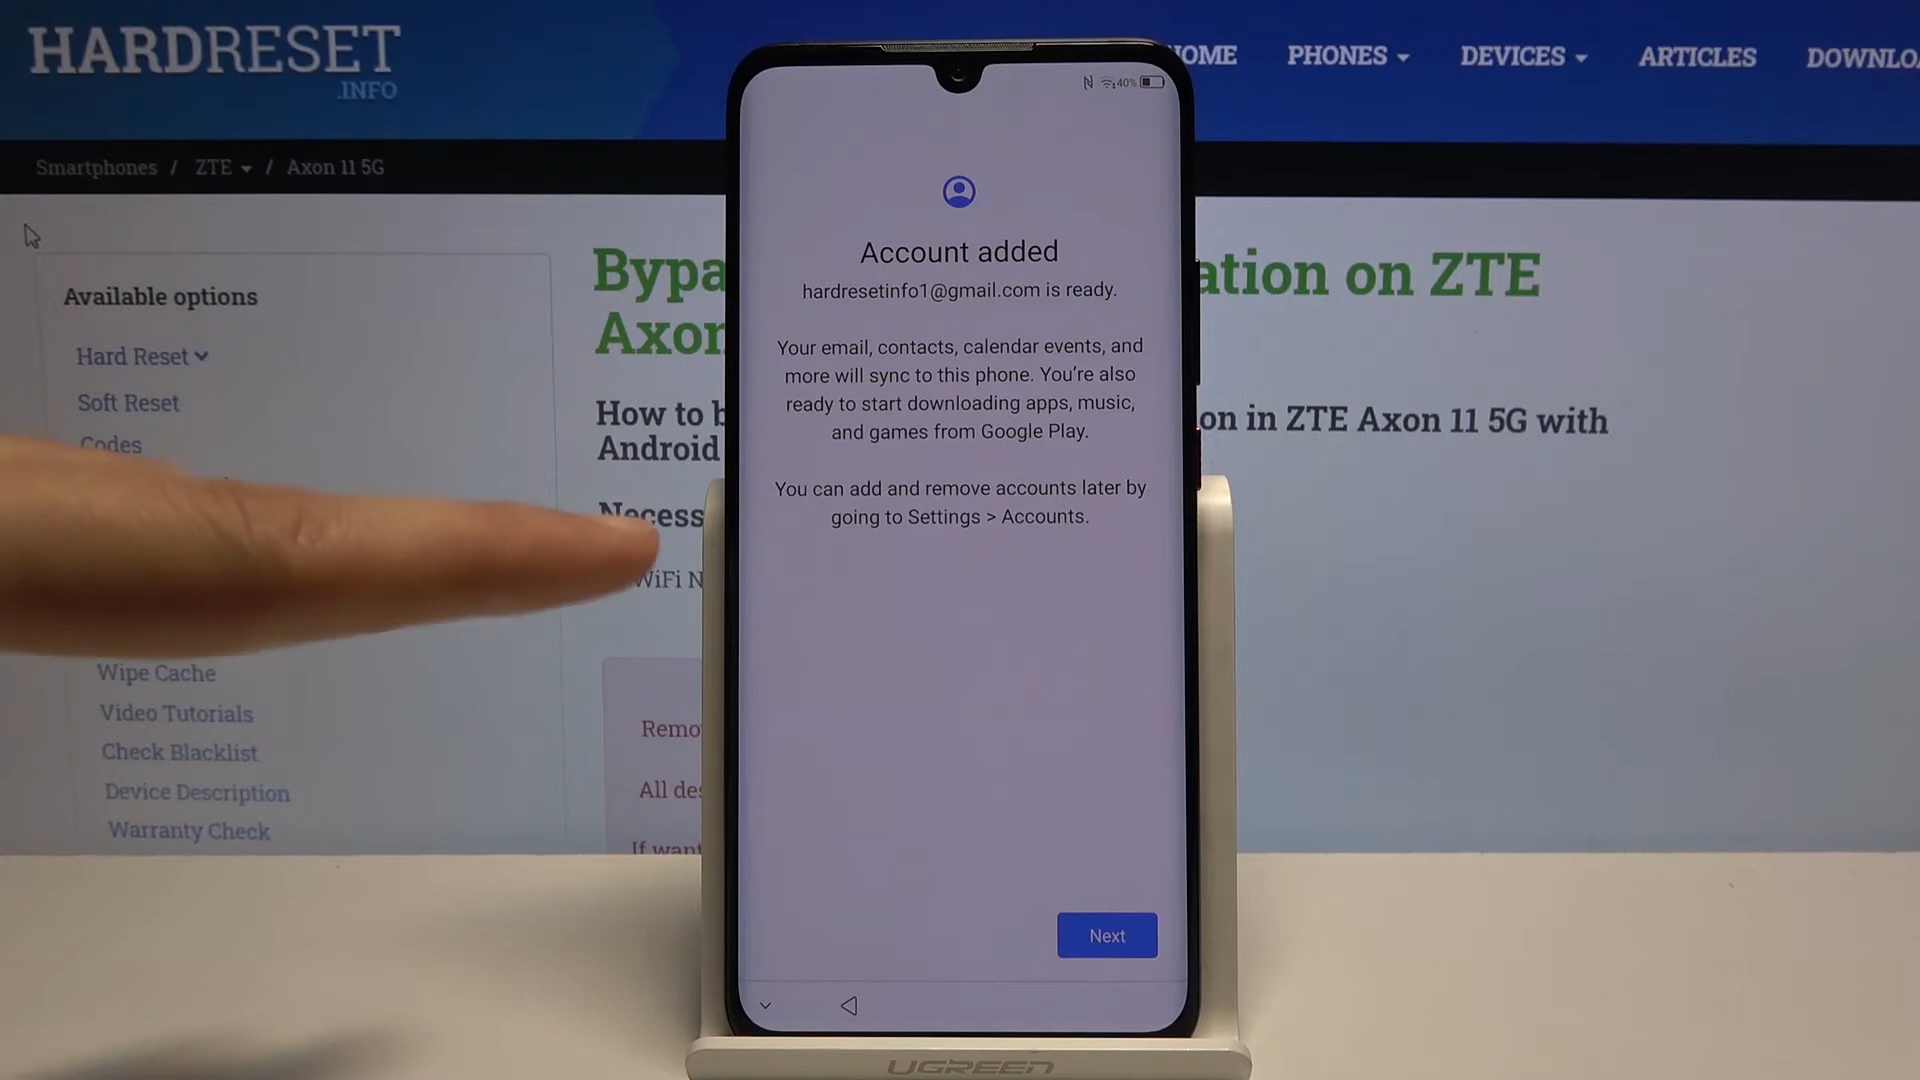 HARDRESET
.INFO
HOME PHONES DEVICES ARTICLES
Smartphones / ZTE / Axon 11 5G
Available options
Hard Reset
Soft Reset
Codes
Wipe Cache
Video Tutorials
Check Blacklist
Device Description
Warranty Check
ation on ZTE
Axon
How to b
on in ZTE Axon 11 5G with
Android
Necess
WiFi N
Remo
All des
If want
40%
Account added
hardresetinfo1@gmail.com is ready.
Your email, contacts, calendar events, and
more will sync to this phone. You're also
ready to start downloading apps, music,
and games from Google Play.
You can add and remove accounts later by
going to Settings > Accounts.
Next
UGREEN